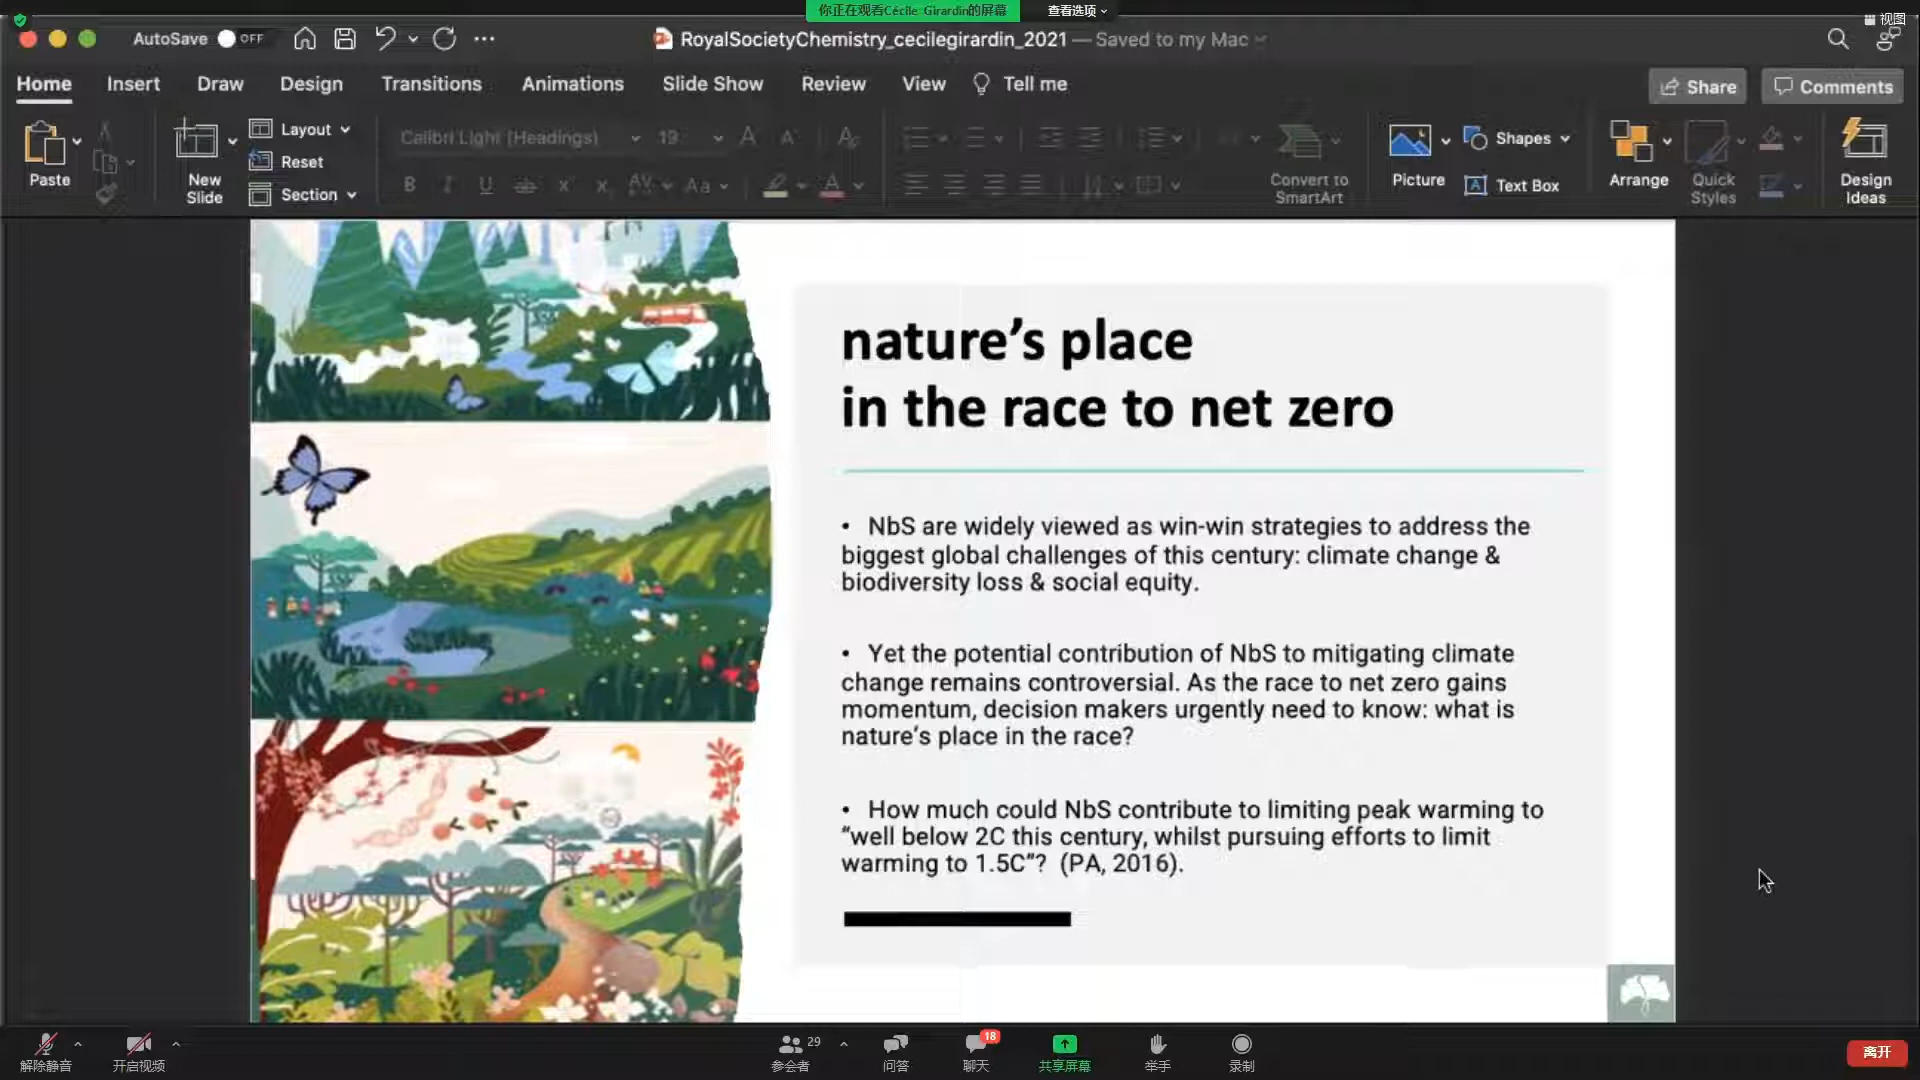 你正在观看Cécile Girardin的屏幕
查看选项
视图
AutoSave
OFF
RoyalSocietyChemistry_cecilegirardin_2021 — Saved to my Mac
Home
Insert
Draw
Design
Transitions
Animations
Slide Show
Review
View
Tell me
Share
Comments
Paste
New
Slide
Layout
Reset
Section
Calibri Light (Headings)
19
Convert to
SmartArt
Picture
Shapes
Text Box
Arrange
Quick
Styles
Design
Ideas
nature’s place
in the race to net zero
• NbS are widely viewed as win-win strategies to address the
biggest global challenges of this century: climate change &
biodiversity loss & social equity.
• Yet the potential contribution of NbS to mitigating climate
change remains controversial. As the race to net zero gains
momentum, decision makers urgently need to know: what is
nature’s place in the race?
• How much could NbS contribute to limiting peak warming to
“well below 2C this century, whilst pursuing efforts to limit
warming to 1.5C”? (PA, 2016).
解除静音
开启视频
29
参会者
问答
18
聊天
共享屏幕
举手
录制
离开